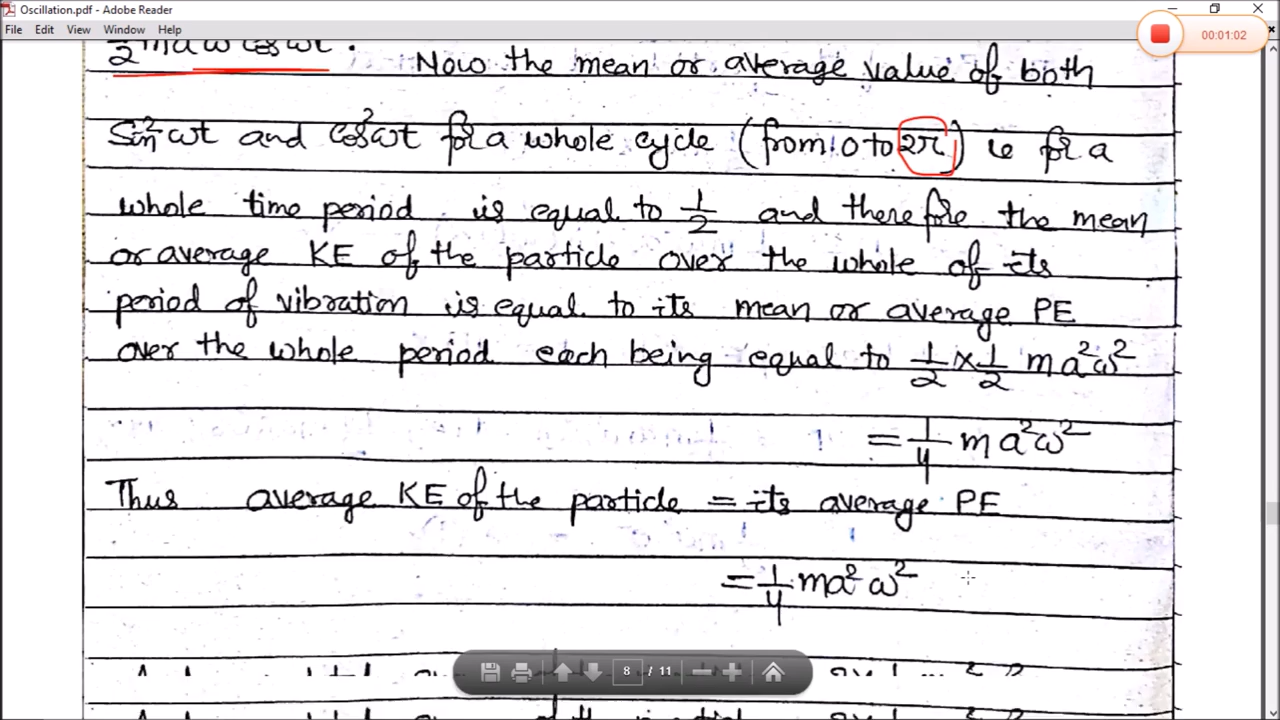 Oscillation.pdf - Adobe Reader
File Edit View Window Help
00:01:02
½ma²ω²cos²ωt. Now the mean or average value of both
Sin²ωt and Cos²ωt for a whole cycle (from 0 to 2π) ie for a
whole time period is equal to 1/2 and therefore the mean
or average KE of the particle over the whole of its
period of vibration is equal to its mean or average PE
over the whole period each being equal to 1/2 × 1/2 ma²ω²
= 1/4 ma²ω²
Thus average KE of the particle = its average PE
= 1/4 ma²ω²
8 / 11